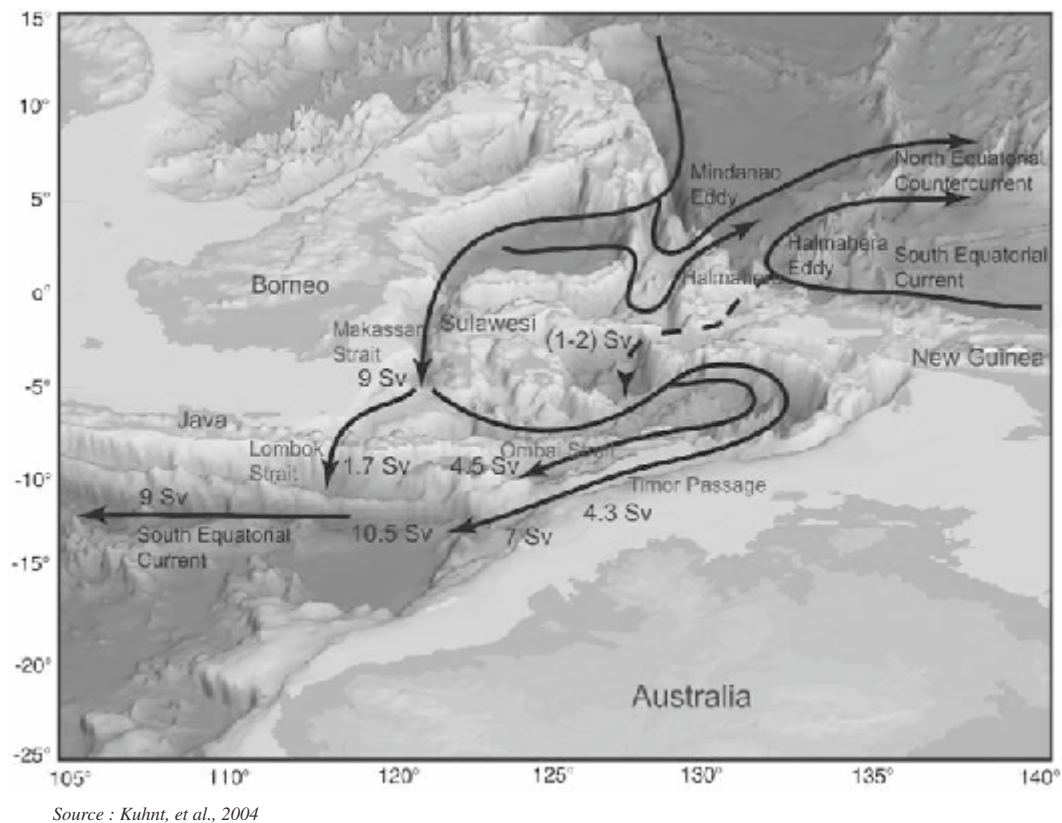 15°
10°
5°
0°
-5°
-10°
-15°
-20°
-25°
Mindanao
Eddy
North Equatorial
Countercurrent
Halmahera
Eddy
South Equatorial
Current
Halmahera
Borneo
Makassar
Strait
Sulawesi
(1-2) Sv
9 Sv
New Guinea
Java
Lombok
Strait
1.7 Sv
4.5 Sv
Ombai Strait
Timor Passage
9 Sv
4.3 Sv
10.5 Sv
7 Sv
South Equatorial
Current
Australia
105°
110°
120°
125°
130°
135°
140°
Source : Kuhnt, et al., 2004